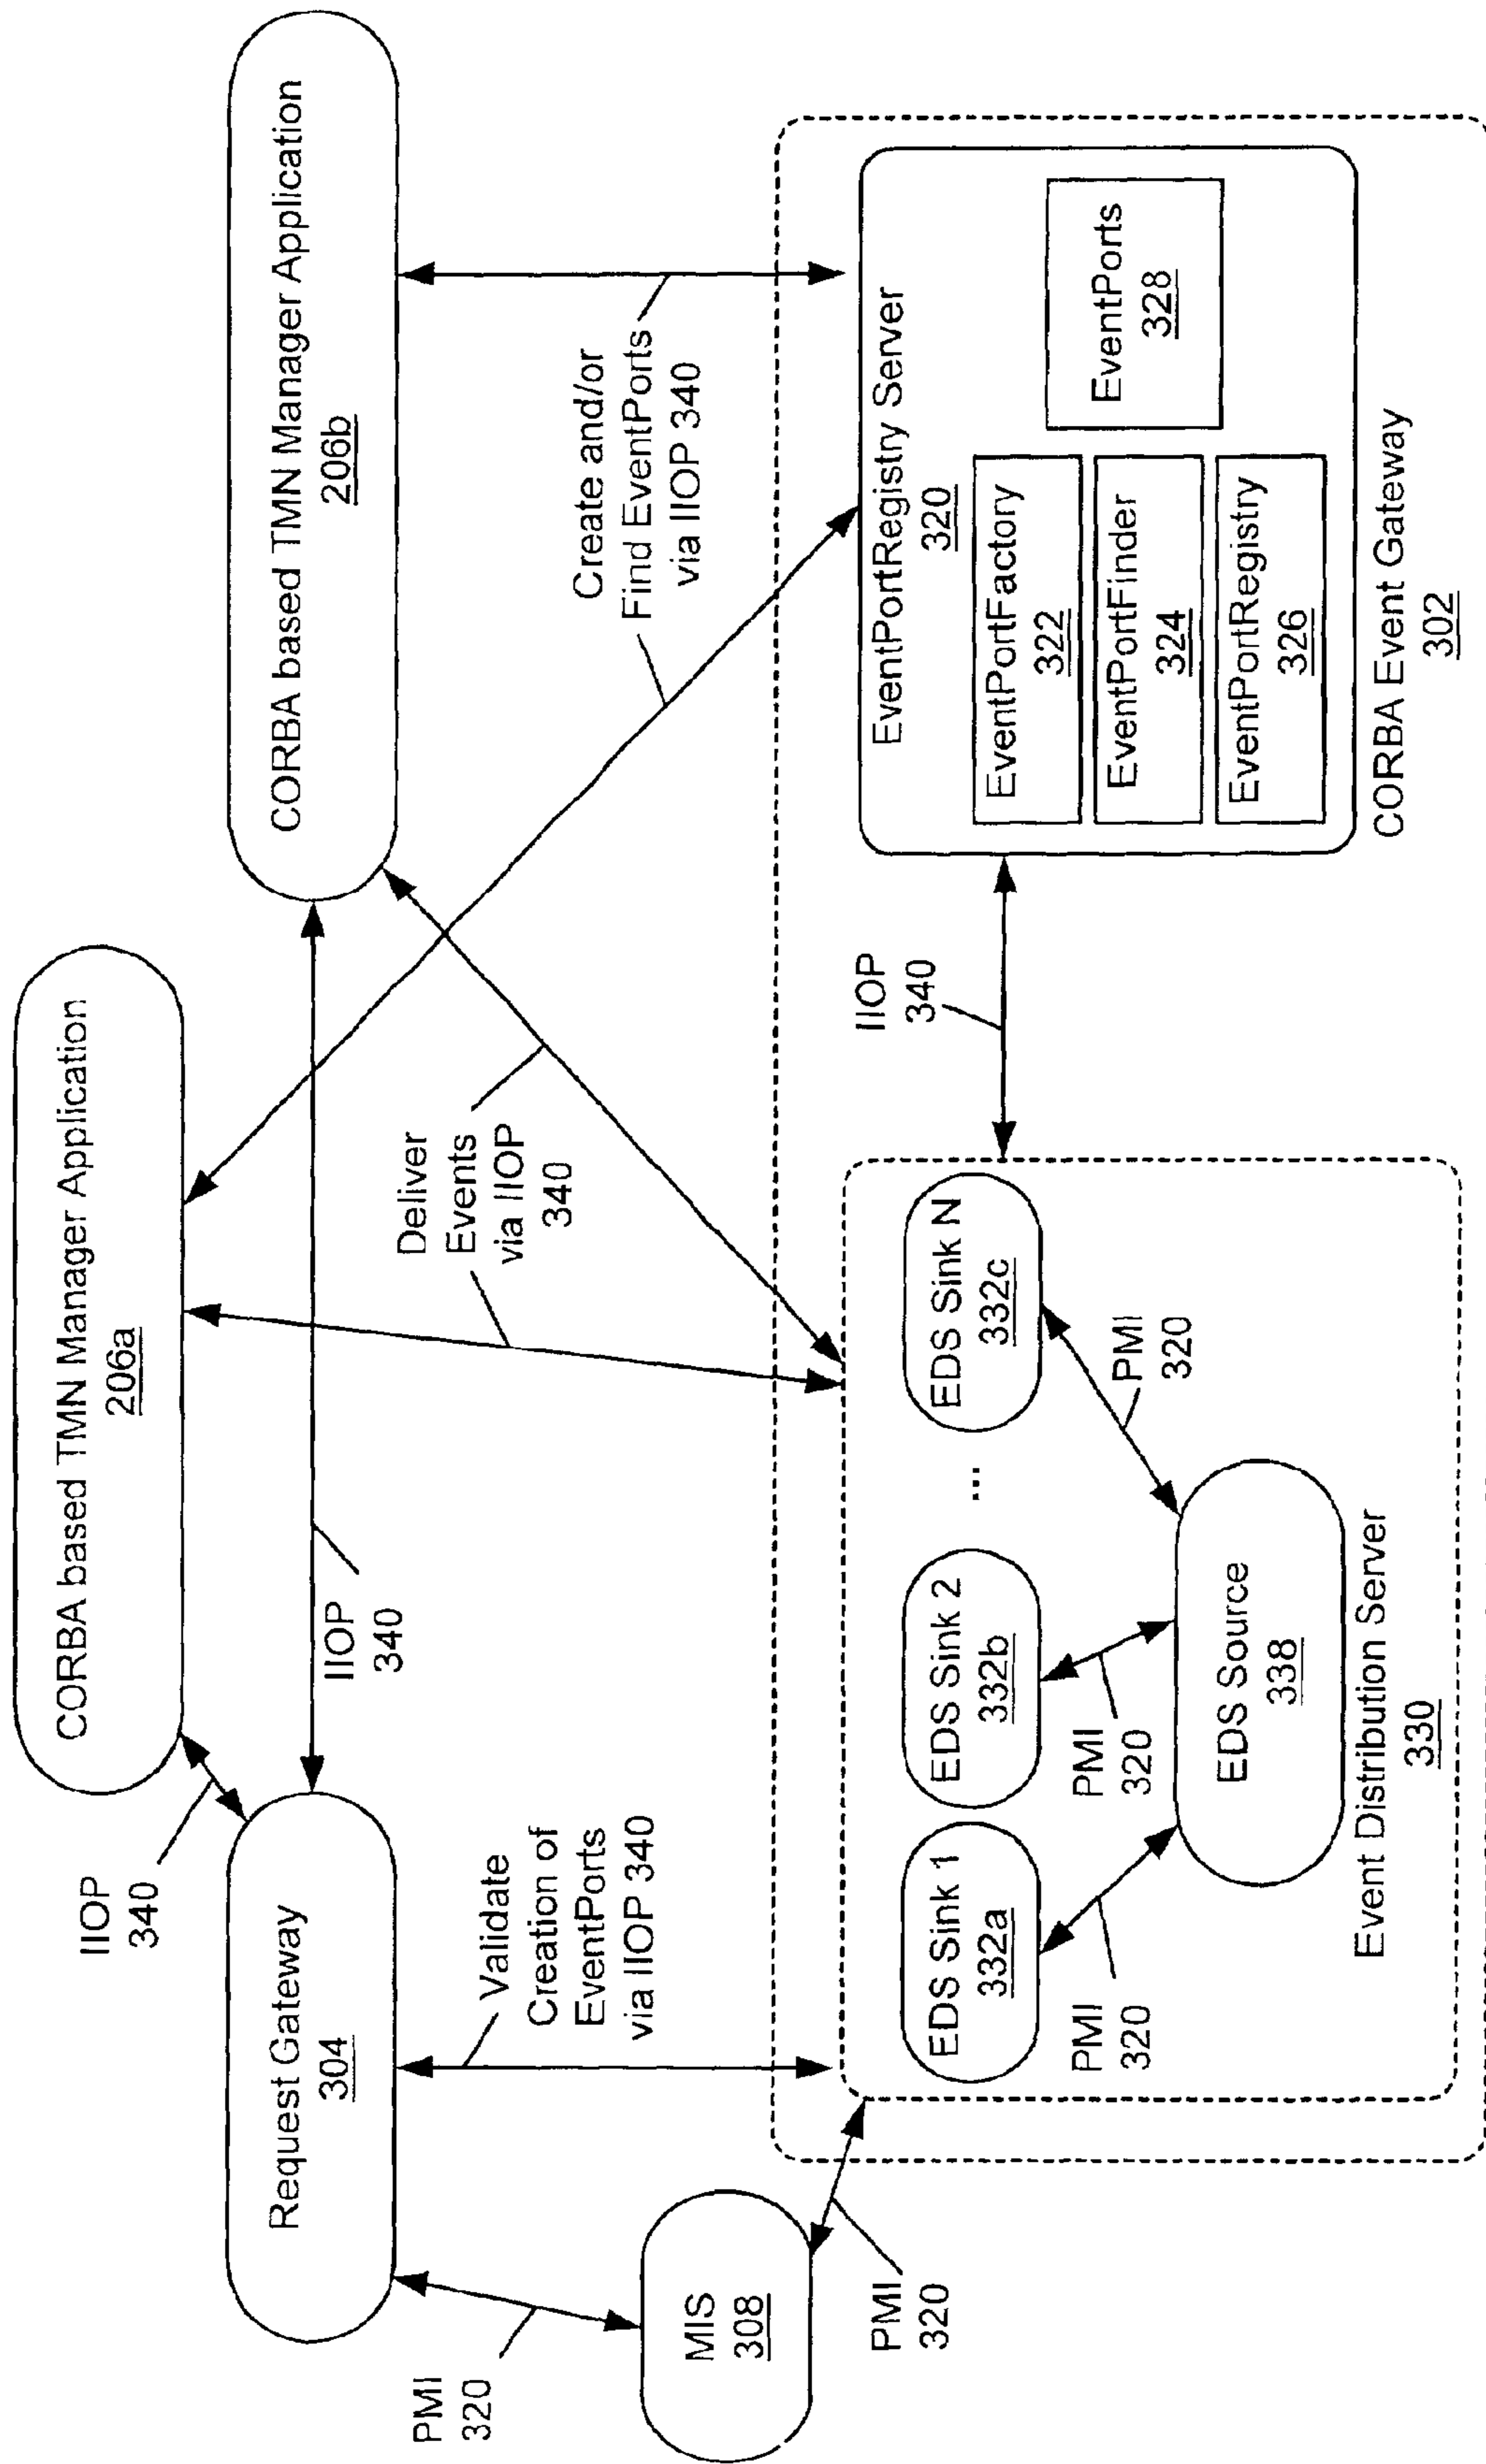 CORBA based TMN Manager Application
206a
CORBA based TMN Manager Application
206b
Request Gateway
304
IIOP
340
IIOP
340
PMI
320
MIS
308
PMI
320
Validate
Creation of
EventPorts
via IIOP 340
Deliver
Events
via IIOP
340
Create and/or
Find EventPorts
via IIOP 340
EDS Sink 1
332a
EDS Sink 2
332b
...
EDS Sink N
332c
PMI
320
PMI
320
PMI
320
EDS Source
338
Event Distribution Server
330
IIOP
340
EventPortRegistry Server
320
EventPortFactory
322
EventPortFinder
324
EventPortRegistry
326
EventPorts
328
CORBA Event Gateway
302